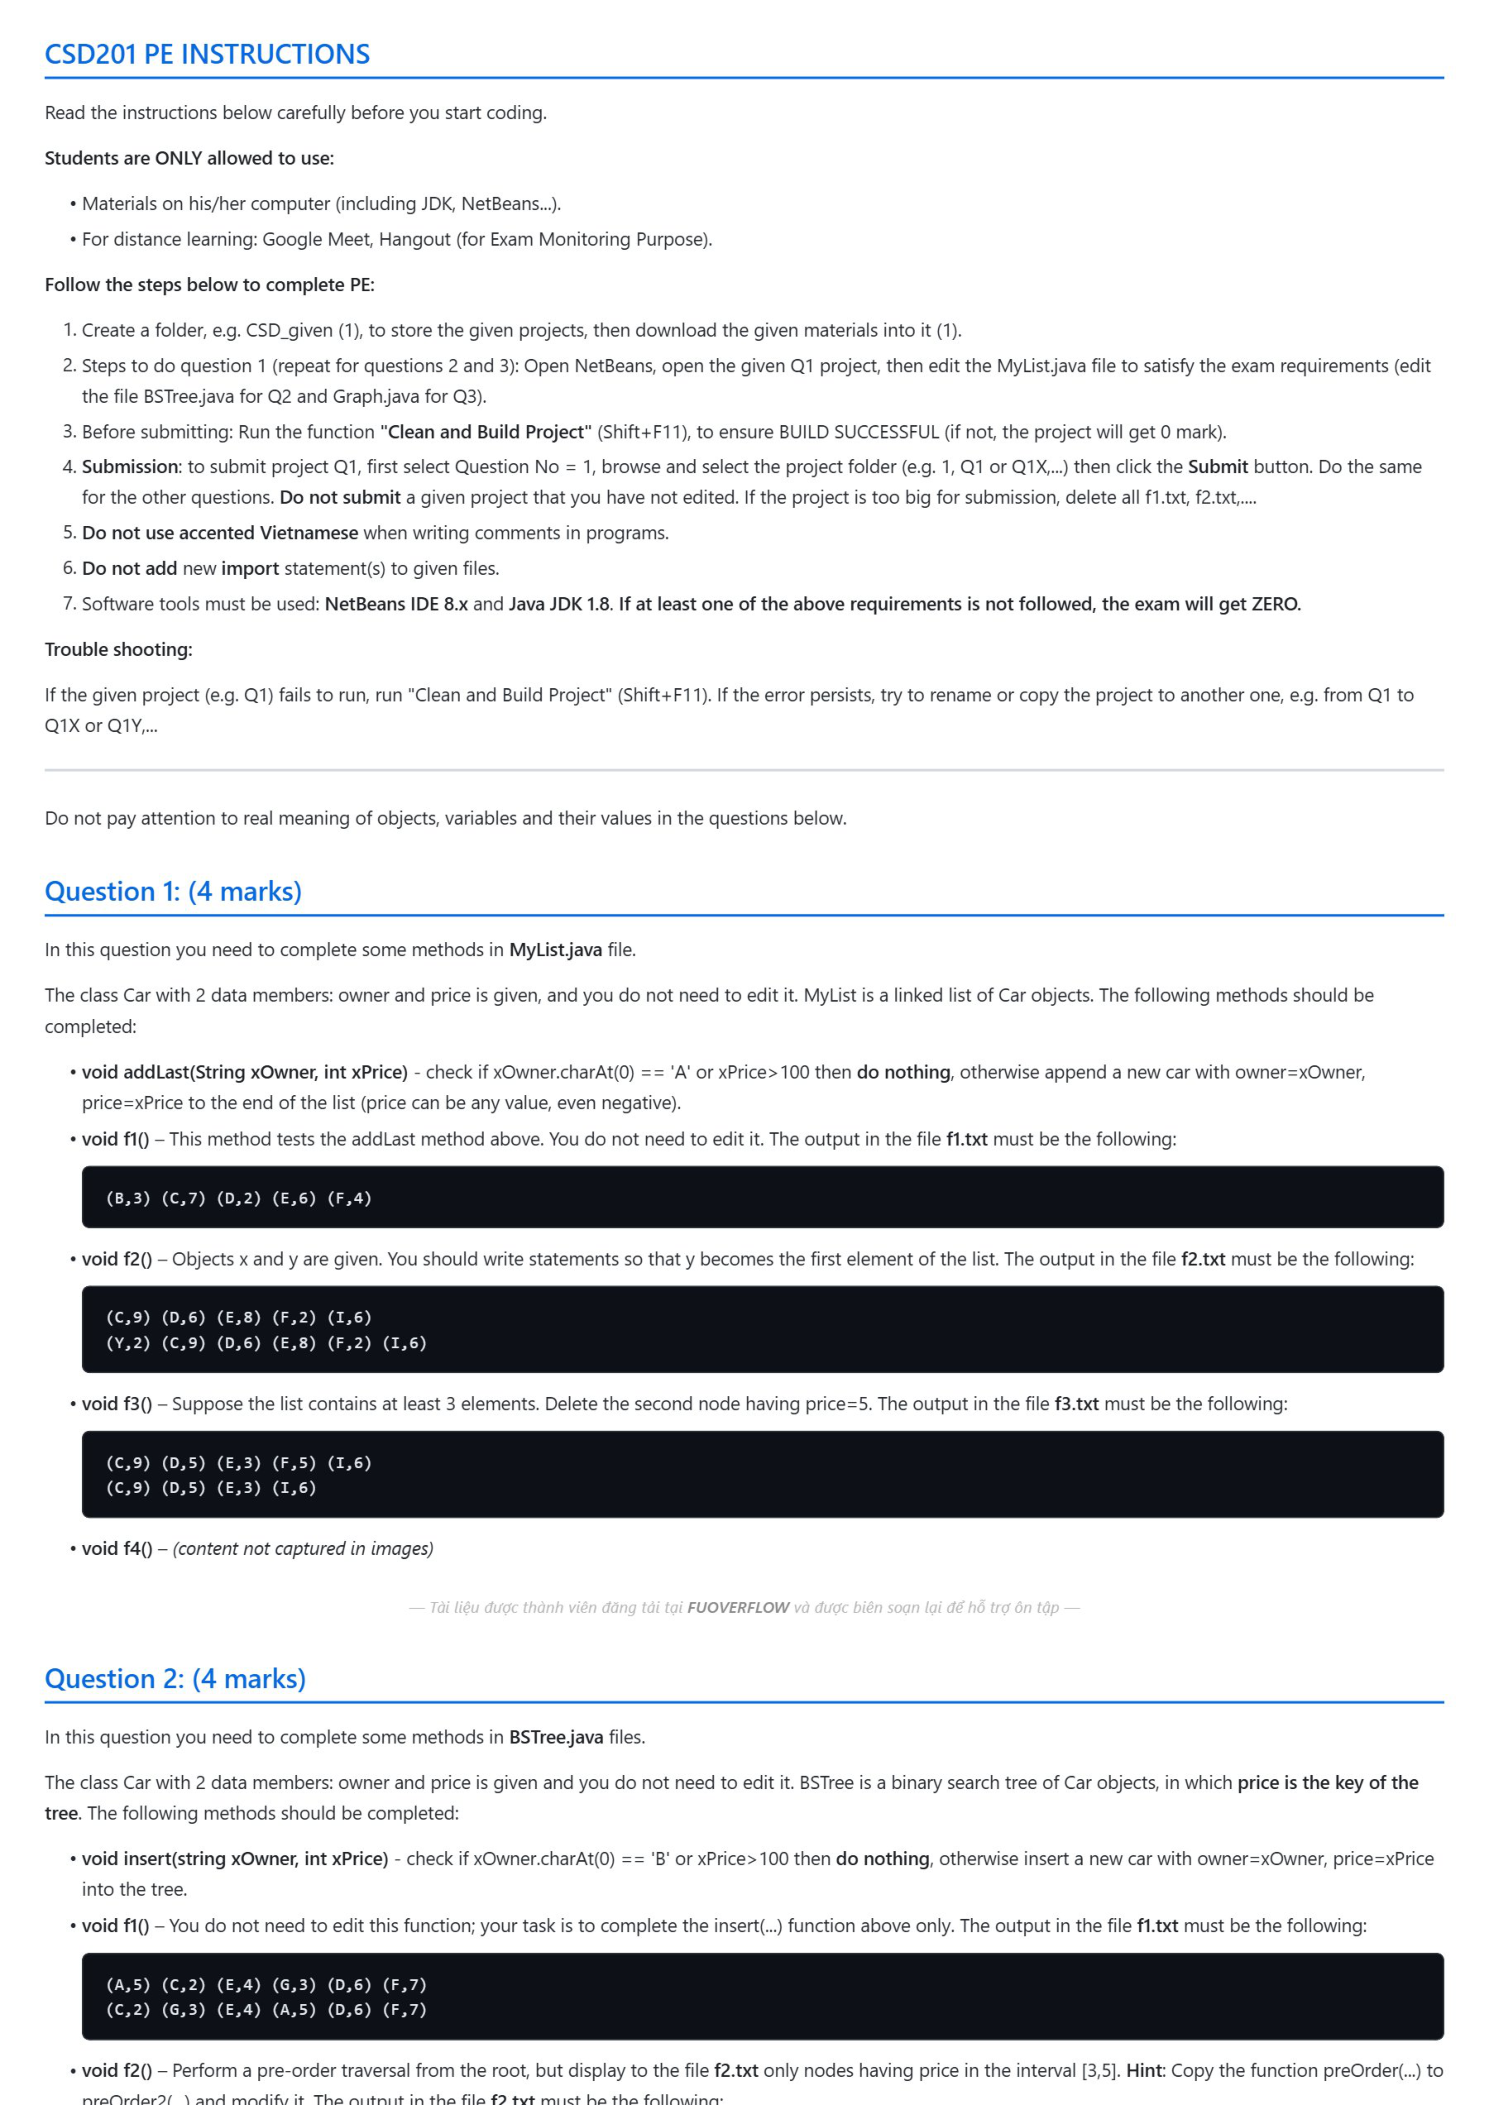 CSD201 PE INSTRUCTIONS
Read the instructions below carefully before you start coding.
Students are ONLY allowed to use:
• Materials on his/her computer (including JDK, NetBeans...).
• For distance learning: Google Meet, Hangout (for Exam Monitoring Purpose).
Follow the steps below to complete PE:
1. Create a folder, e.g. CSD_given (1), to store the given projects, then download the given materials into it (1).
2. Steps to do question 1 (repeat for questions 2 and 3): Open NetBeans, open the given Q1 project, then edit the MyList.java file to satisfy the exam requirements (edit
the file BSTree.java for Q2 and Graph.java for Q3).
3. Before submitting: Run the function "Clean and Build Project" (Shift+F11), to ensure BUILD SUCCESSFUL (if not, the project will get 0 mark).
4. Submission: to submit project Q1, first select Question No = 1, browse and select the project folder (e.g. 1, Q1 or Q1X,...) then click the Submit button. Do the same
for the other questions. Do not submit a given project that you have not edited. If the project is too big for submission, delete all f1.txt, f2.txt,....
5. Do not use accented Vietnamese when writing comments in programs.
6. Do not add new import statement(s) to given files.
7. Software tools must be used: NetBeans IDE 8.x and Java JDK 1.8. If at least one of the above requirements is not followed, the exam will get ZERO.
Trouble shooting:
If the given project (e.g. Q1) fails to run, run "Clean and Build Project" (Shift+F11). If the error persists, try to rename or copy the project to another one, e.g. from Q1 to
Q1X or Q1Y,...
Do not pay attention to real meaning of objects, variables and their values in the questions below.
Question 1: (4 marks)
In this question you need to complete some methods in MyList.java file.
The class Car with 2 data members: owner and price is given, and you do not need to edit it. MyList is a linked list of Car objects. The following methods should be
completed:
• void addLast(String xOwner, int xPrice) - check if xOwner.charAt(0) == 'A' or xPrice>100 then do nothing, otherwise append a new car with owner=xOwner,
price=xPrice to the end of the list (price can be any value, even negative).
• void f1() – This method tests the addLast method above. You do not need to edit it. The output in the file f1.txt must be the following:
(B,3) (C,7) (D,2) (E,6) (F,4)
• void f2() – Objects x and y are given. You should write statements so that y becomes the first element of the list. The output in the file f2.txt must be the following:
(C,9) (D,6) (E,8) (F,2) (I,6)
(Y,2) (C,9) (D,6) (E,8) (F,2) (I,6)
• void f3() – Suppose the list contains at least 3 elements. Delete the second node having price=5. The output in the file f3.txt must be the following:
(C,9) (D,5) (E,3) (F,5) (I,6)
(C,9) (D,5) (E,3) (I,6)
• void f4() – (content not captured in images)
— Tài liệu được thành viên đăng tải tại FUOVERFLOW và được biên soạn lại để hỗ trợ ôn tập —
Question 2: (4 marks)
In this question you need to complete some methods in BSTree.java files.
The class Car with 2 data members: owner and price is given and you do not need to edit it. BSTree is a binary search tree of Car objects, in which price is the key of the
tree. The following methods should be completed:
• void insert(string xOwner, int xPrice) - check if xOwner.charAt(0) == 'B' or xPrice>100 then do nothing, otherwise insert a new car with owner=xOwner, price=xPrice
into the tree.
• void f1() – You do not need to edit this function; your task is to complete the insert(...) function above only. The output in the file f1.txt must be the following:
(A,5) (C,2) (E,4) (G,3) (D,6) (F,7)
(C,2) (G,3) (E,4) (A,5) (D,6) (F,7)
• void f2() – Perform a pre-order traversal from the root, but display to the file f2.txt only nodes having price in the interval [3,5]. Hint: Copy the function preOrder(...) to
preOrder2(...) and modify it. The output in the file f2.txt must be the following: